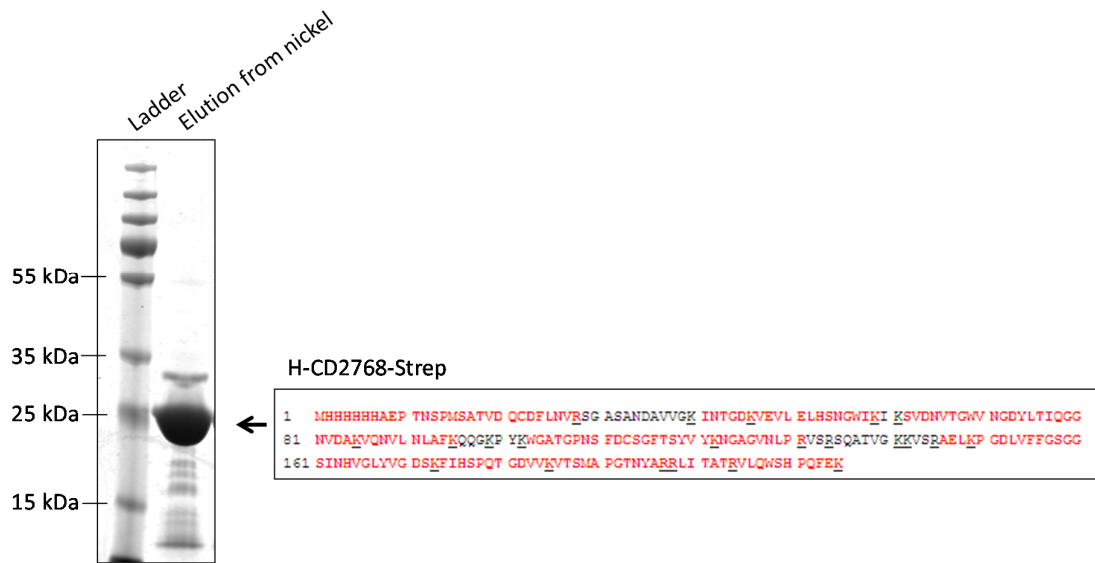 Ladder
Elution from nickel
55 kDa
35 kDa
25 kDa
15 kDa
H-CD2768-Strep
1 MHHHHHHAEP TNSPMSATVD QCDFLNVRSG ASANDAVVGK INTGDKVEVL ELHSNGWIKI KSVDNVTGWV NGDYLTIQGG
81 NVDAKVQNVL NLAFKQQGKP YKWGATGPNS FDCSGFTSYV YKNGAGVNLP RVSRSQATVG KKVSRAELKP GDLVFFGSGG
161 SINHVGLYVG DSKFIHSPQT GDVVKVTSMA PGTNYARRLI TATRVLQWSH PQFEK